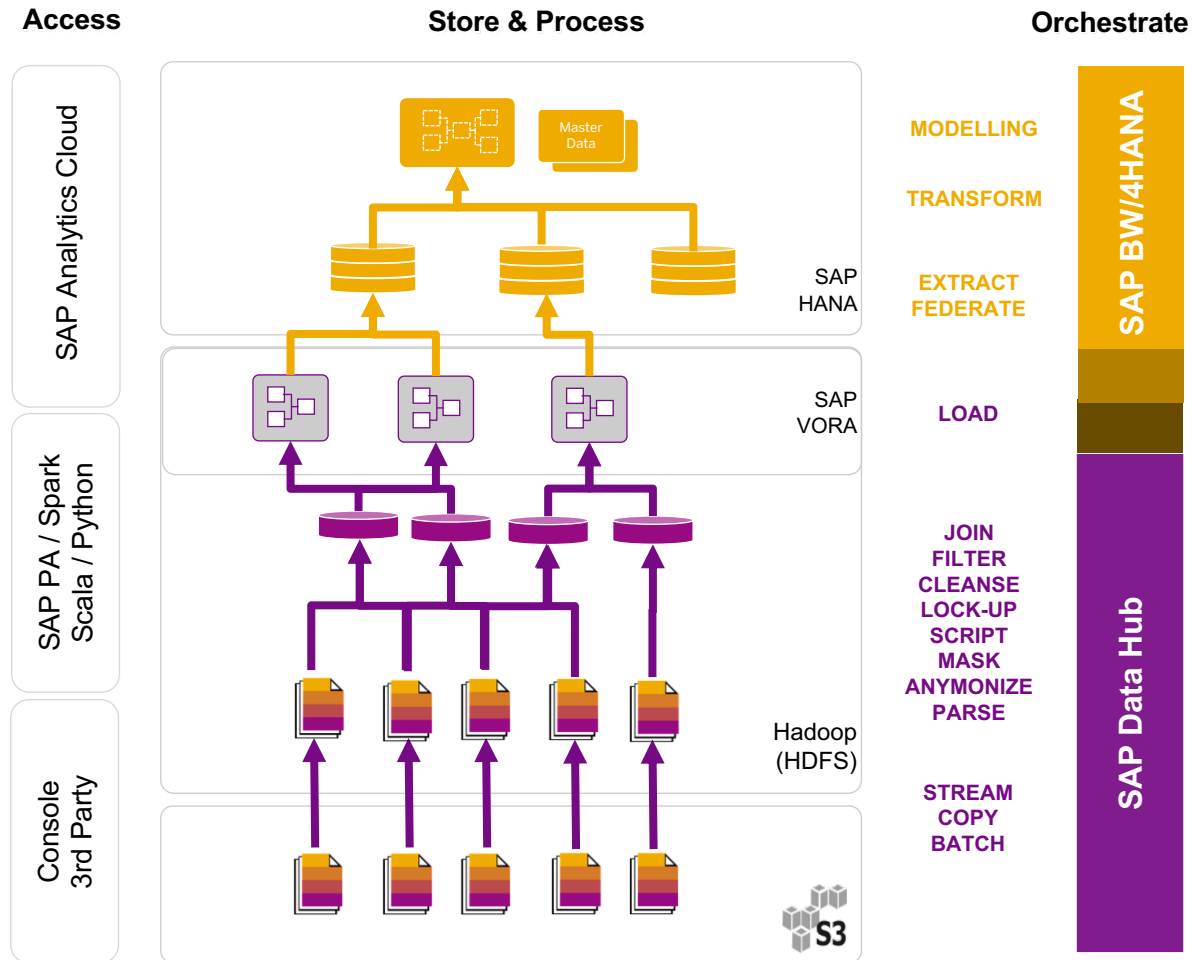 Access
Store & Process
Orchestrate
SAP Analytics Cloud
SAP PA / Spark
Scala / Python
Console
3rd Party
Master
Data
SAP
HANA
SAP
VORA
Hadoop
(HDFS)
S3
MODELLING
TRANSFORM
EXTRACT
FEDERATE
LOAD
JOIN
FILTER
CLEANSE
LOCK-UP
SCRIPT
MASK
ANYMONIZE
PARSE
STREAM
COPY
BATCH
SAP BW/4HANA
SAP Data Hub